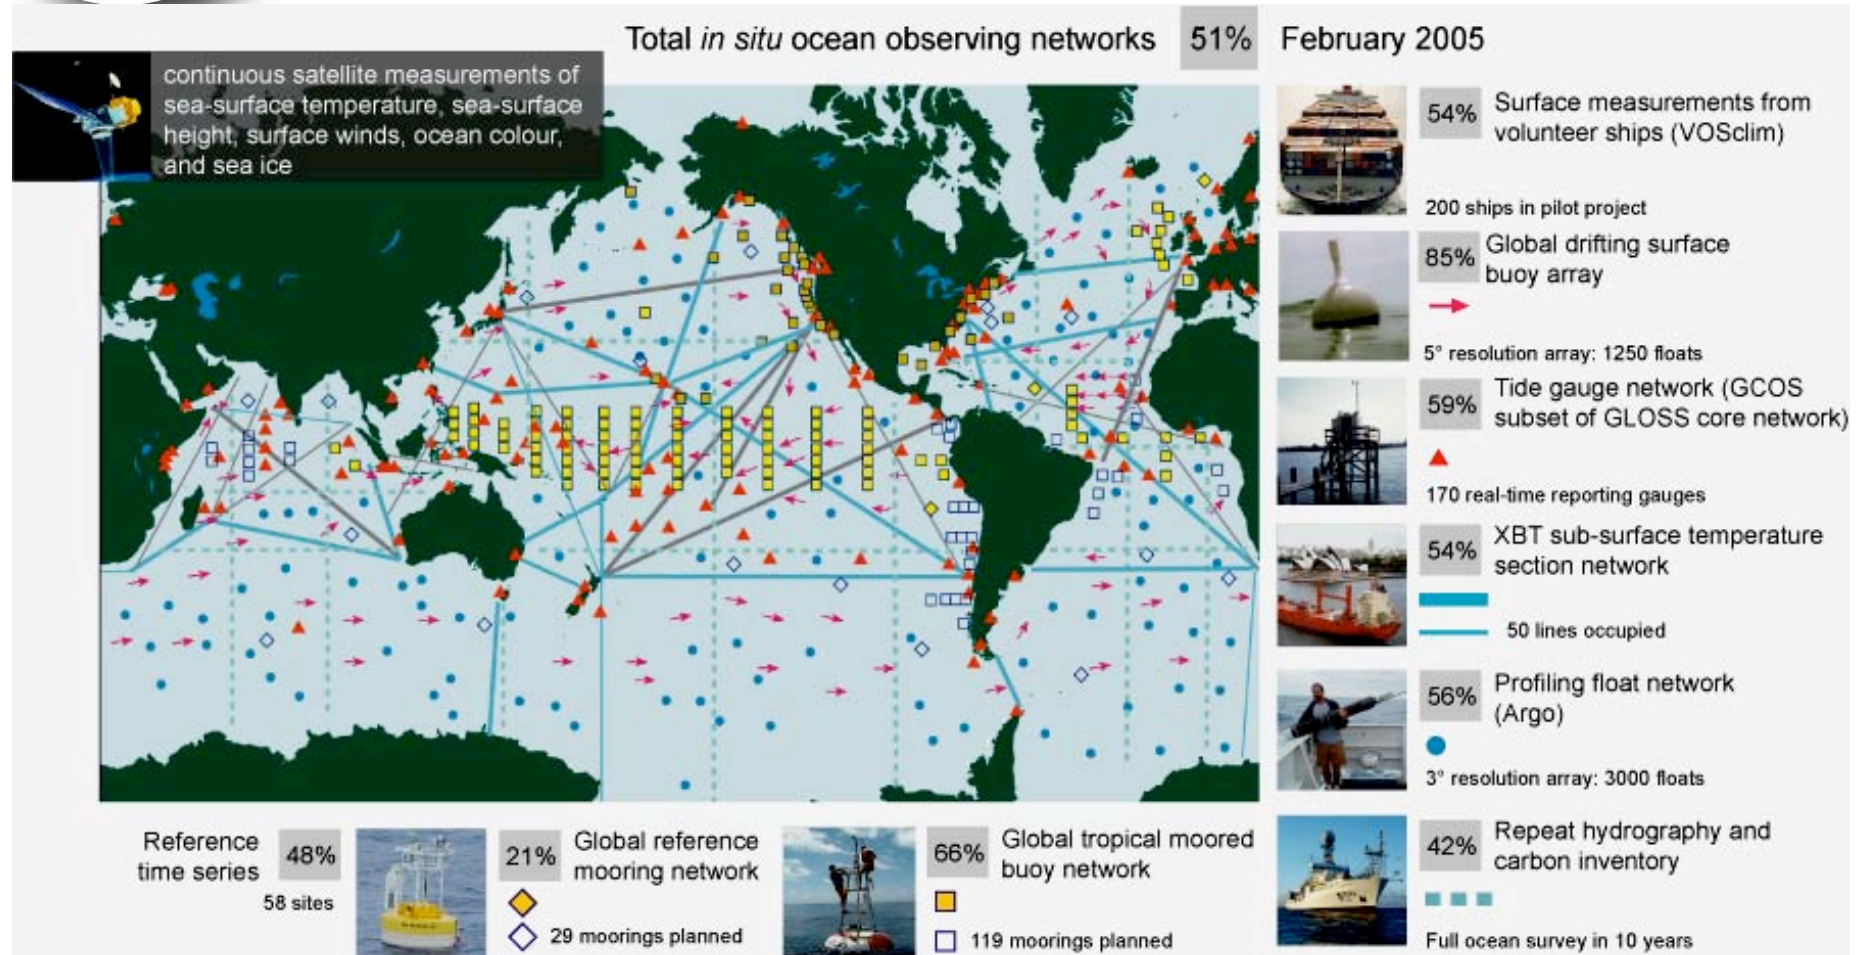 Total in situ ocean observing networks 51% February 2005
continuous satellite measurements of
sea-surface temperature, sea-surface
height, surface winds, ocean colour,
and sea ice
54% Surface measurements from
volunteer ships (VOSclim)
200 ships in pilot project
85% Global drifting surface
buoy array
5° resolution array: 1250 floats
59% Tide gauge network (GCOS
subset of GLOSS core network)
170 real-time reporting gauges
54% XBT sub-surface temperature
section network
50 lines occupied
56% Profiling float network
(Argo)
3° resolution array: 3000 floats
42% Repeat hydrography and
carbon inventory
Full ocean survey in 10 years
Reference
time series
48%
58 sites
21% Global reference
mooring network
29 moorings planned
66% Global tropical moored
buoy network
119 moorings planned